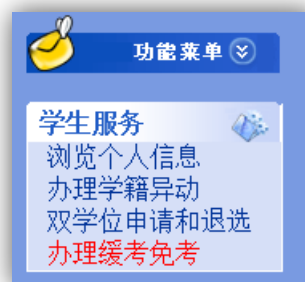 功能菜单
学生服务
浏览个人信息
办理学籍异动
双学位申请和退选
办理缓考免考